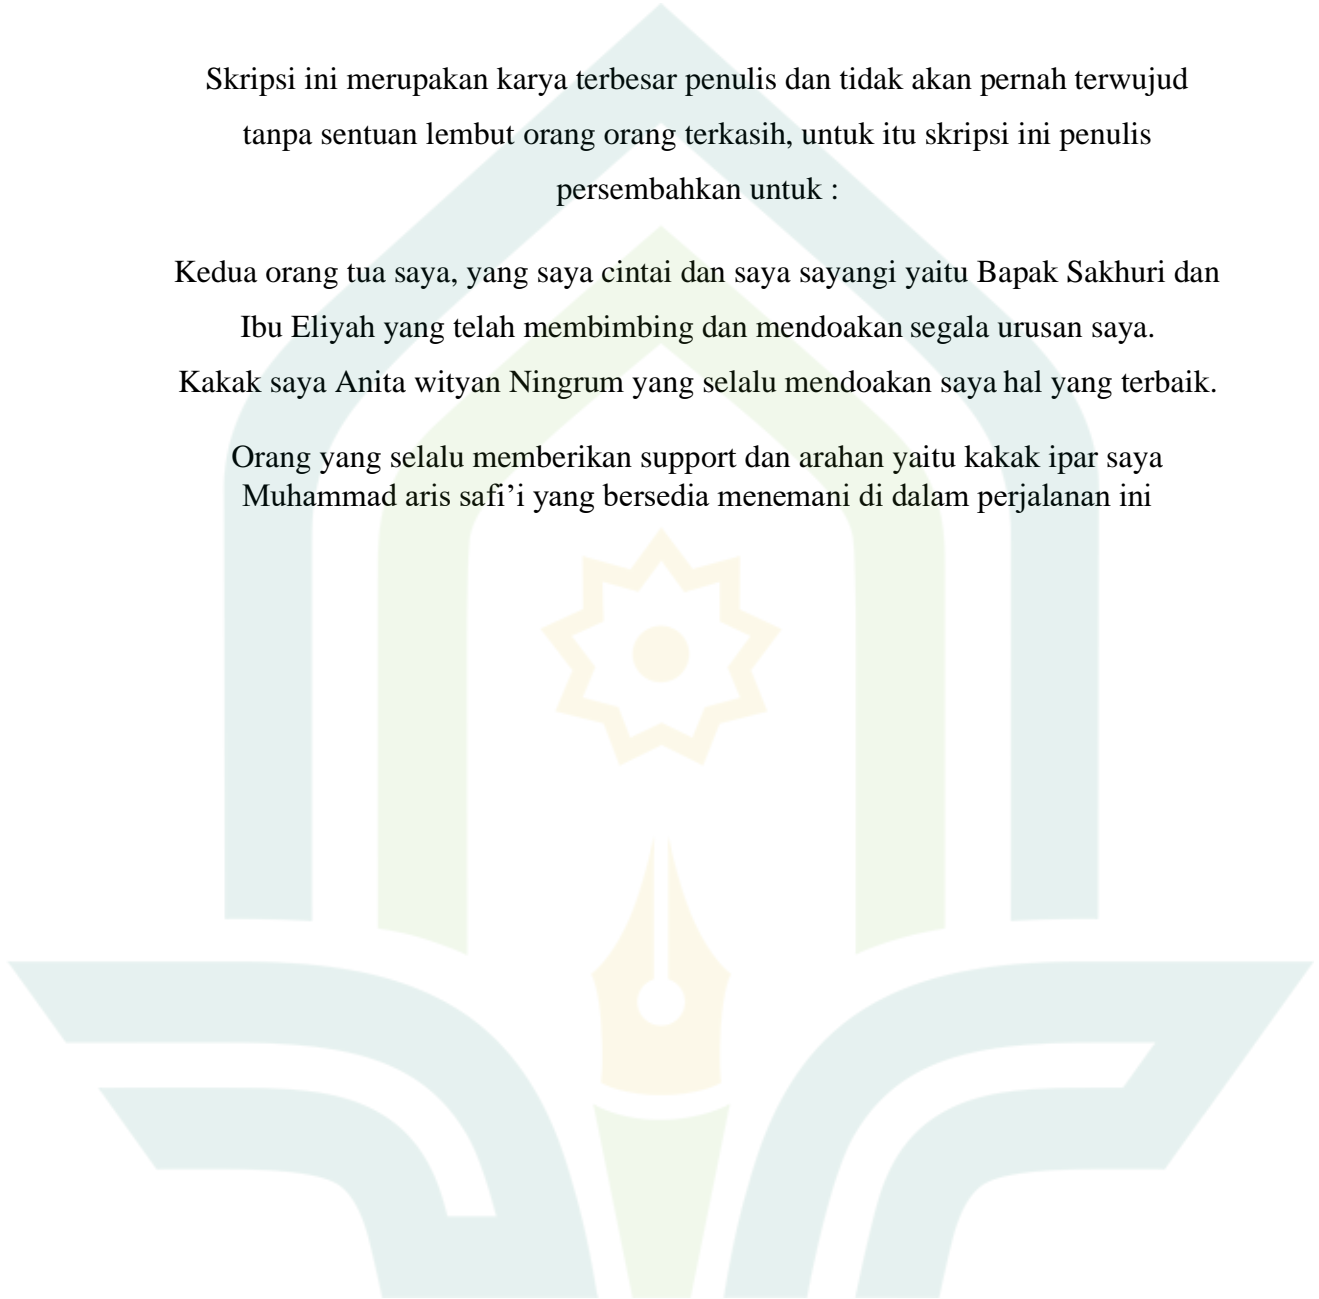 Skripsi ini merupakan karya terbesar penulis dan tidak akan pernah terwujud
tanpa sentuan lembut orang orang terkasih, untuk itu skripsi ini penulis
persembahkan untuk :
Kedua orang tua saya, yang saya cintai dan saya sayangi yaitu Bapak Sakhuri dan
Ibu Eliyah yang telah membimbing dan mendoakan segala urusan saya.
Kakak saya Anita wityan Ningrum yang selalu mendoakan saya hal yang terbaik.
Orang yang selalu memberikan support dan arahan yaitu kakak ipar saya
Muhammad aris safi’i yang bersedia menemani di dalam perjalanan ini